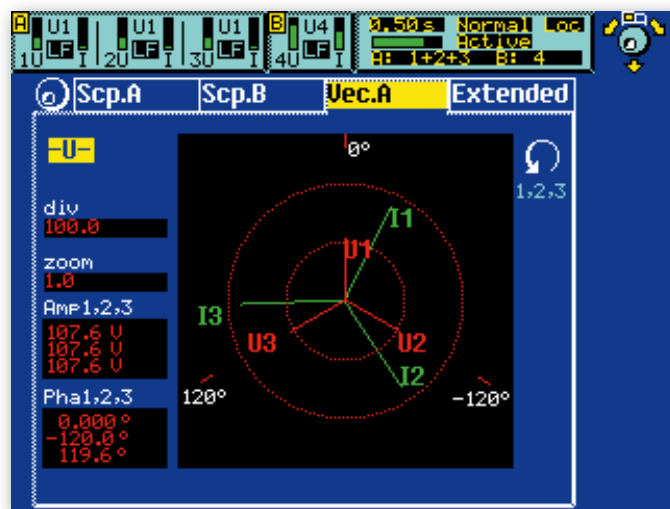 A U1 U1 U1 B U4 0.50s Normal Loc
LF LF LF LF Active
1U I 2U I 3U I 4U I A: 1+2+3 B: 4
Scp.A Scp.B Vec.A Extended
-U-
0°
1,2,3
div
100.0
I1
U1
zoom
1.0
Amp1,2,3
107.6 V
107.6 V
107.6 V
I3
U3
U2
I2
Pha1,2,3
0.000°
-120.0°
119.6°
120°
-120°